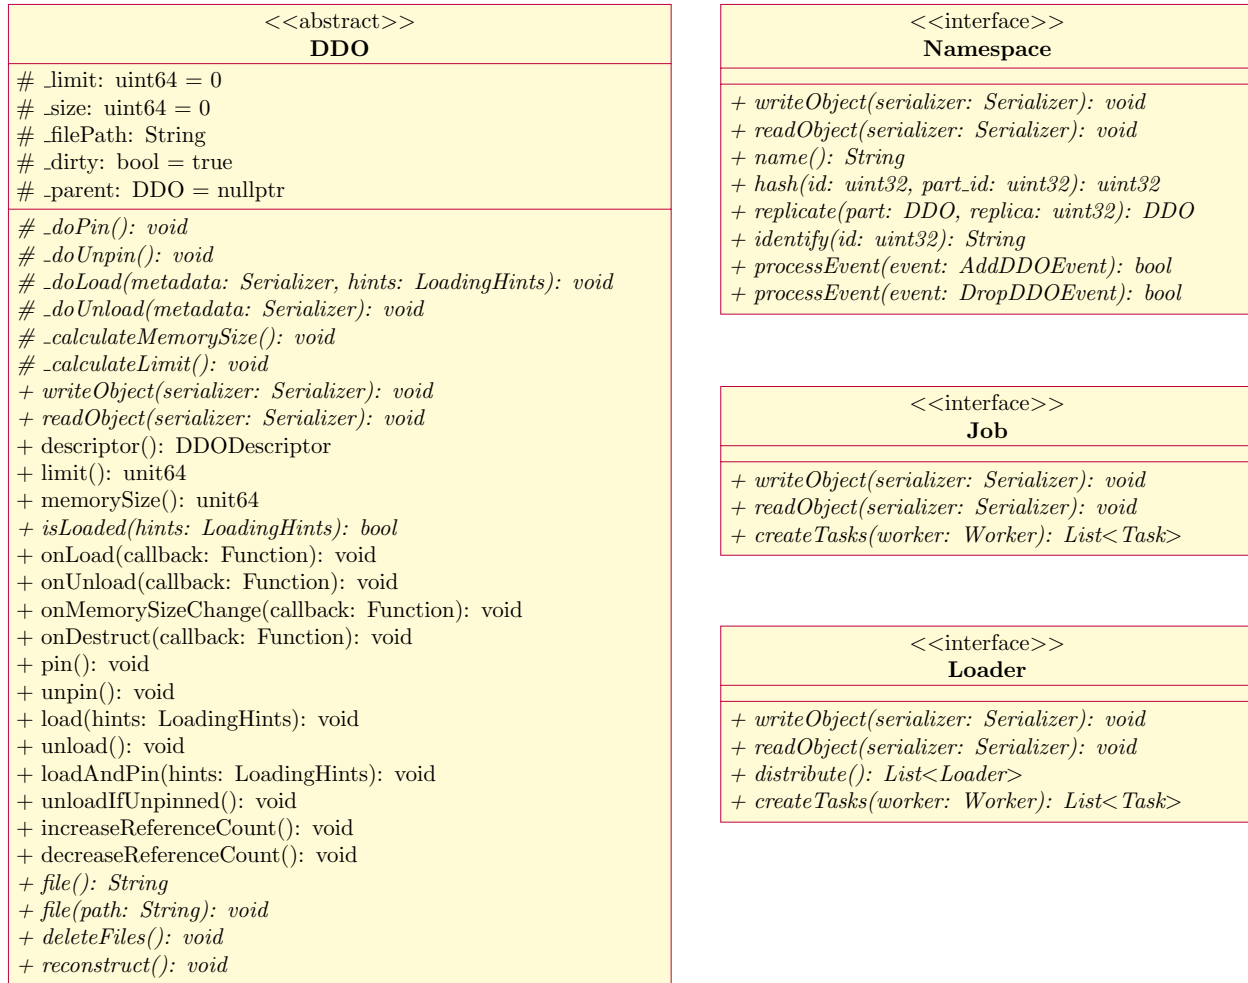 <<abstract>>
DDO
# _limit: uint64 = 0
# _size: uint64 = 0
# _filePath: String
# _dirty: bool = true
# _parent: DDO = nullptr
# _doPin(): void
# _doUnpin(): void
# _doLoad(metadata: Serializer, hints: LoadingHints): void
# _doUnload(metadata: Serializer): void
# _calculateMemorySize(): void
# _calculateLimit(): void
+ writeObject(serializer: Serializer): void
+ readObject(serializer: Serializer): void
+ descriptor(): DDODescriptor
+ limit(): unit64
+ memorySize(): unit64
+ isLoaded(hints: LoadingHints): bool
+ onLoad(callback: Function): void
+ onUnload(callback: Function): void
+ onMemorySizeChange(callback: Function): void
+ onDestruct(callback: Function): void
+ pin(): void
+ unpin(): void
+ load(hints: LoadingHints): void
+ unload(): void
+ loadAndPin(hints: LoadingHints): void
+ unloadIfUnpinned(): void
+ increaseReferenceCount(): void
+ decreaseReferenceCount(): void
+ file(): String
+ file(path: String): void
+ deleteFiles(): void
+ reconstruct(): void
<<interface>>
Namespace
+ writeObject(serializer: Serializer): void
+ readObject(serializer: Serializer): void
+ name(): String
+ hash(id: uint32, part_id: uint32): uint32
+ replicate(part: DDO, replica: uint32): DDO
+ identify(id: uint32): String
+ processEvent(event: AddDDOEvent): bool
+ processEvent(event: DropDDOEvent): bool
<<interface>>
Job
+ writeObject(serializer: Serializer): void
+ readObject(serializer: Serializer): void
+ createTasks(worker: Worker): List<Task>
<<interface>>
Loader
+ writeObject(serializer: Serializer): void
+ readObject(serializer: Serializer): void
+ distribute(): List<Loader>
+ createTasks(worker: Worker): List<Task>